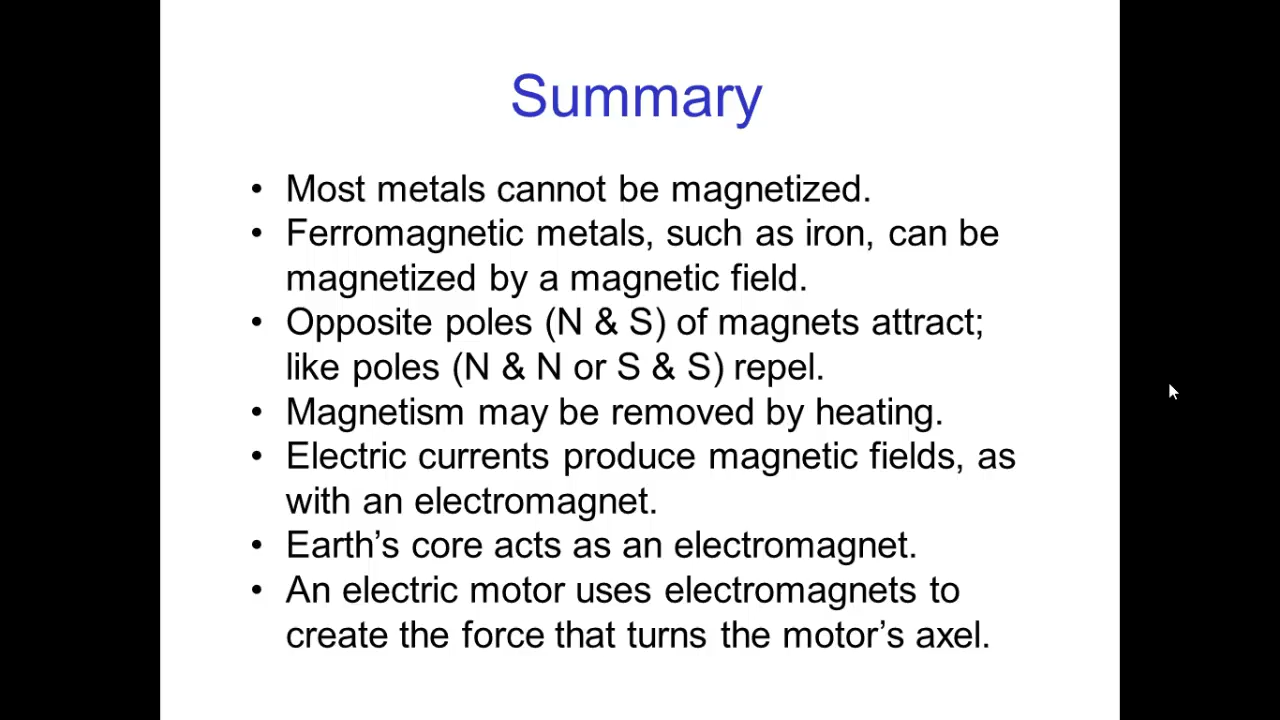 Summary
• Most metals cannot be magnetized.
• Ferromagnetic metals, such as iron, can be
magnetized by a magnetic field.
• Opposite poles (N & S) of magnets attract;
like poles (N & N or S & S) repel.
• Magnetism may be removed by heating.
• Electric currents produce magnetic fields, as
with an electromagnet.
• Earth’s core acts as an electromagnet.
• An electric motor uses electromagnets to
create the force that turns the motor’s axel.